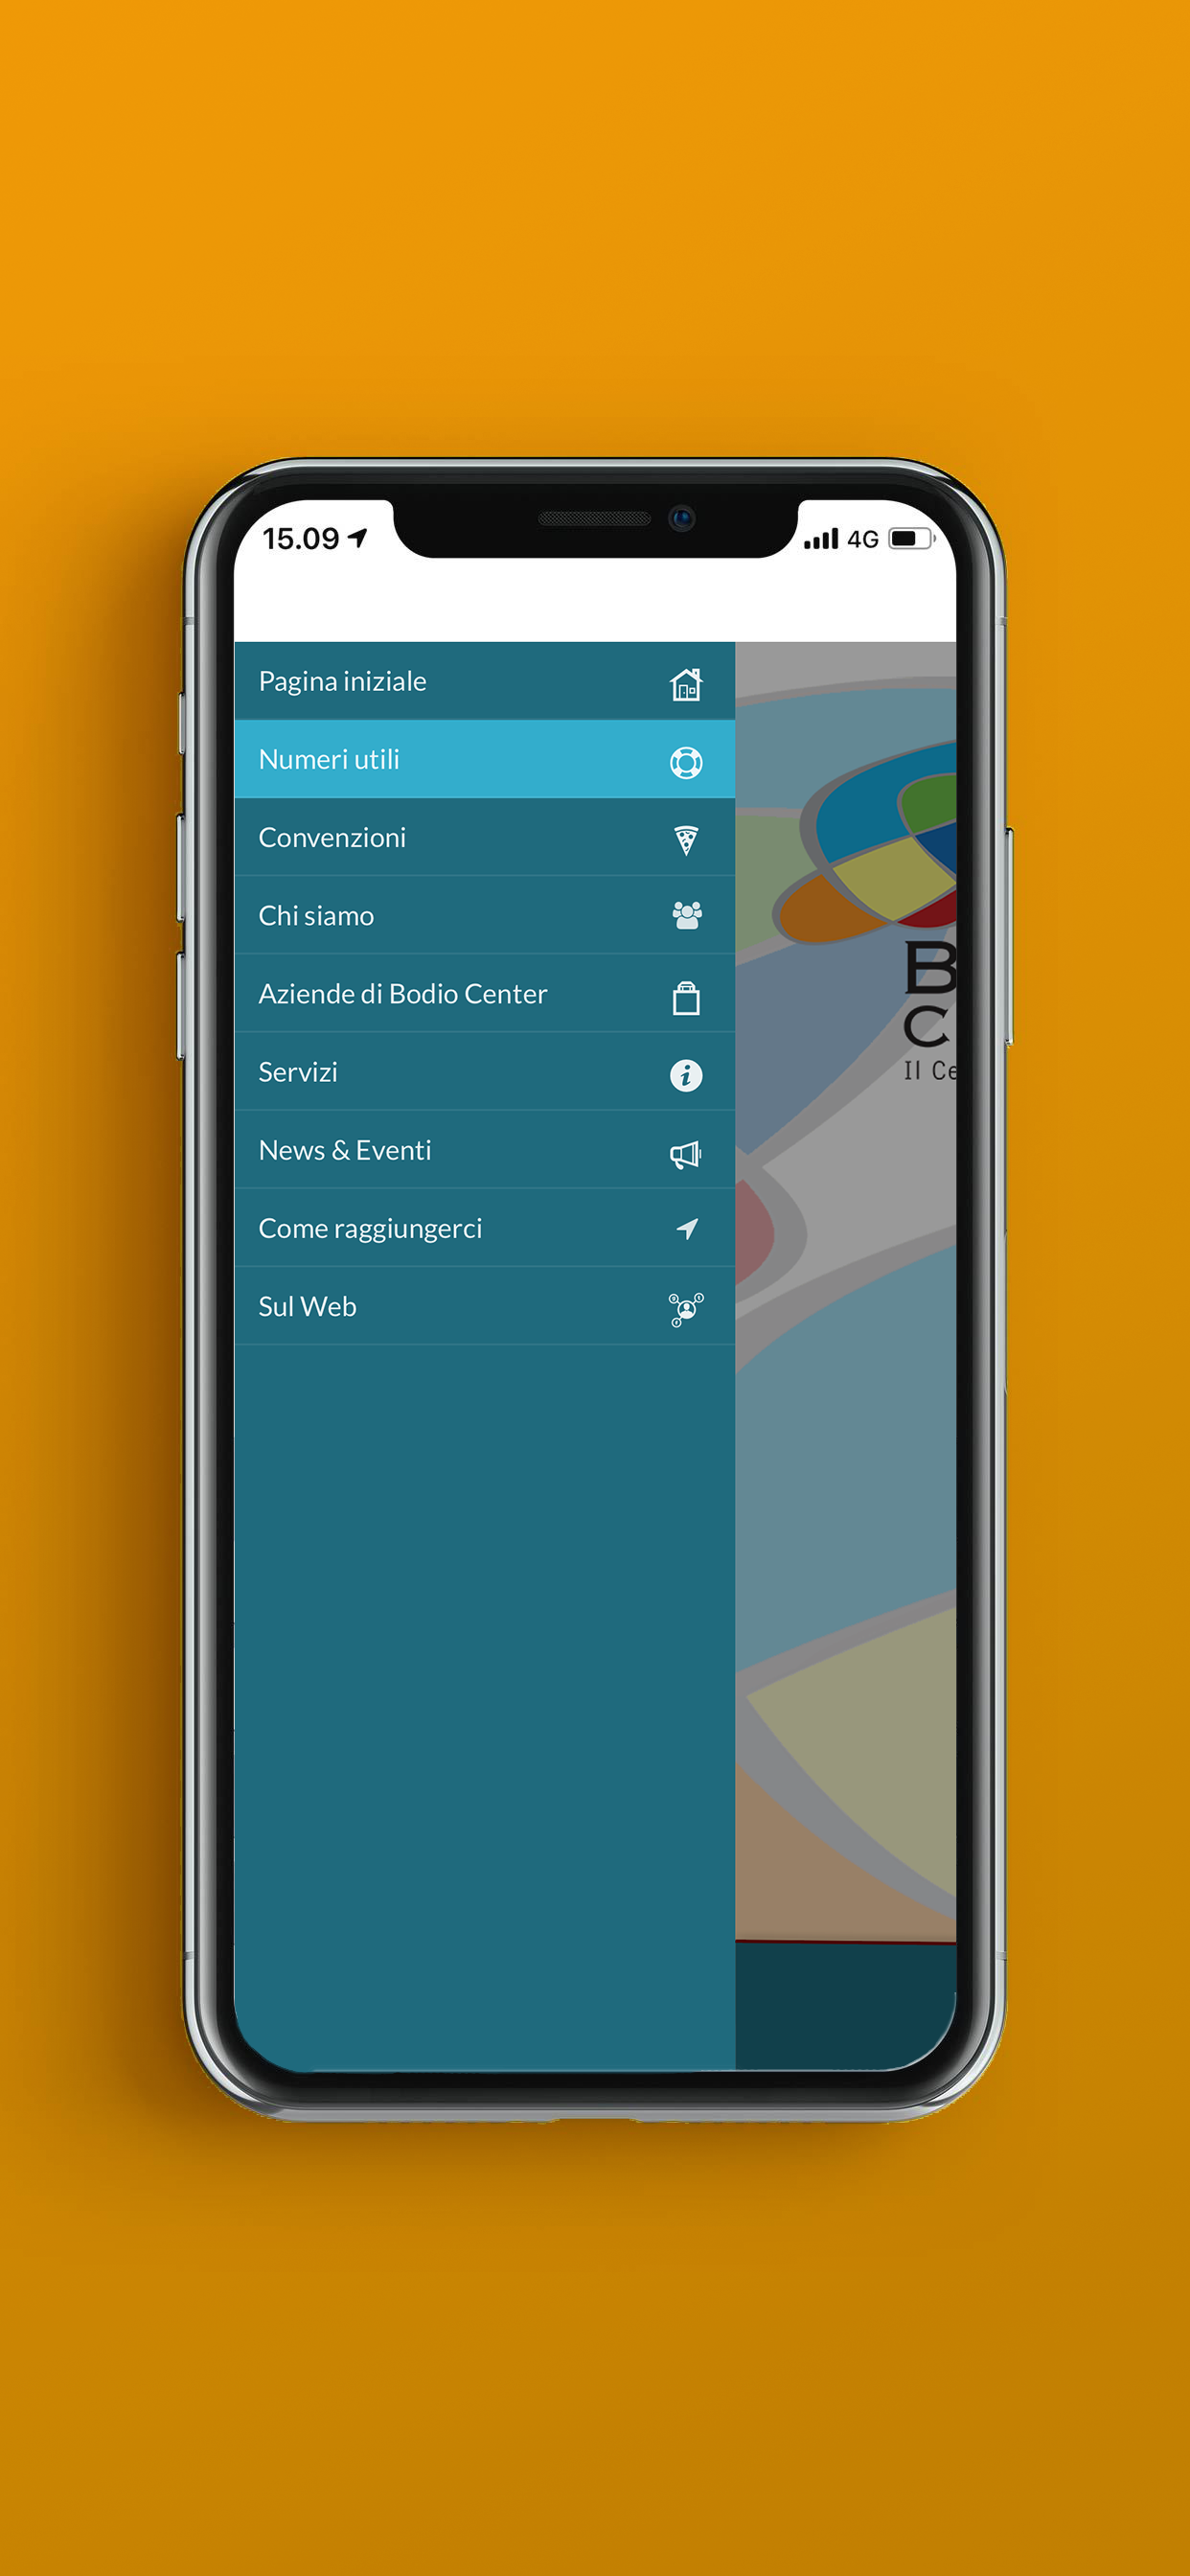 15.09
4G
Pagina iniziale
Numeri utili
Convenzioni
Chi siamo
Aziende di Bodio Center
Servizi
News & Eventi
Come raggiungerci
Sul Web
B
C
Il Ce